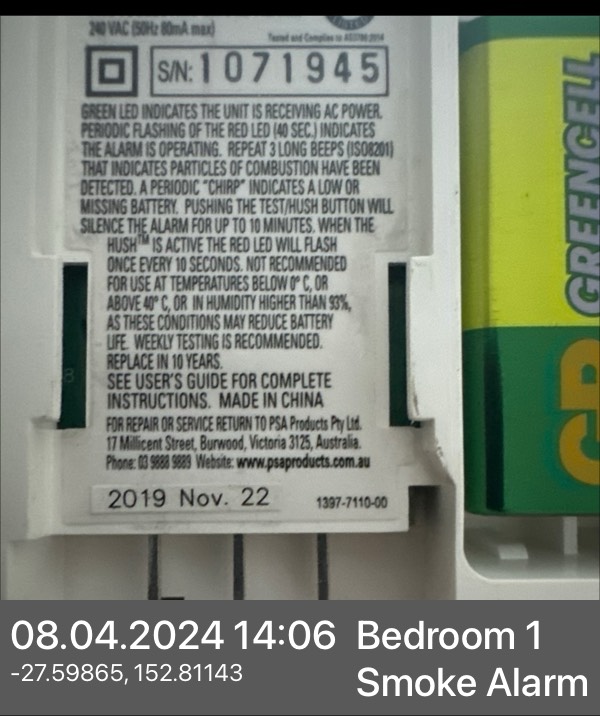 240 VAC (50Hz 80mA max)
Tested and Complies to AS3786:2014
S/N: 1071945
GREEN LED INDICATES THE UNIT IS RECEIVING AC POWER.
PERIODIC FLASHING OF THE RED LED (40 SEC.) INDICATES
THE ALARM IS OPERATING. REPEAT 3 LONG BEEPS (ISO8201)
THAT INDICATES PARTICLES OF COMBUSTION HAVE BEEN
DETECTED. A PERIODIC "CHIRP" INDICATES A LOW OR
MISSING BATTERY. PUSHING THE TEST/HUSH BUTTON WILL
SILENCE THE ALARM FOR UP TO 10 MINUTES. WHEN THE
HUSH™ IS ACTIVE THE RED LED WILL FLASH
ONCE EVERY 10 SECONDS. NOT RECOMMENDED
FOR USE AT TEMPERATURES BELOW 0° C, OR
ABOVE 40° C, OR IN HUMIDITY HIGHER THAN 93%,
AS THESE CONDITIONS MAY REDUCE BATTERY
LIFE. WEEKLY TESTING IS RECOMMENDED.
REPLACE IN 10 YEARS.
SEE USER'S GUIDE FOR COMPLETE
INSTRUCTIONS. MADE IN CHINA
FOR REPAIR OR SERVICE RETURN TO PSA Products Pty Ltd.
17 Millicent Street, Burwood, Victoria 3125, Australia.
Phone: 03 9888 9889 Website: www.psaproducts.com.au
2019 Nov. 22 1397-7110-00
GREENCELL
GP
08.04.2024 14:06
-27.59865, 152.81143
Bedroom 1
Smoke Alarm